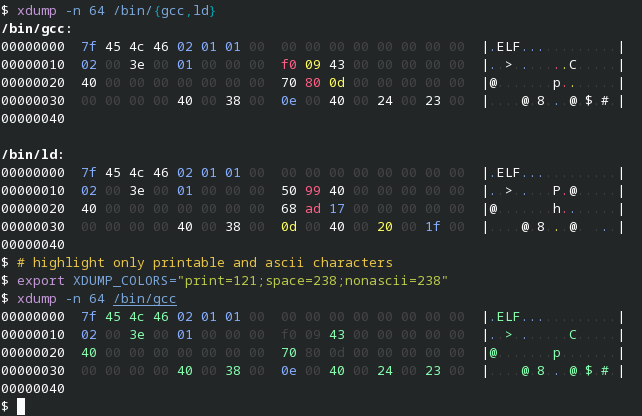 $ xdump -n 64 /bin/{gcc,ld}
/bin/gcc:
00000000  7f 45 4c 46 02 01 01 00  00 00 00 00 00 00 00 00  |.ELF............|
00000010  02 00 3e 00 01 00 00 00  f0 09 43 00 00 00 00 00  |..>.......C.....|
00000020  40 00 00 00 00 00 00 00  70 80 0d 00 00 00 00 00  |@.......p.......|
00000030  00 00 00 00 40 00 38 00  0e 00 40 00 24 00 23 00  |....@.8...@.$.#.|
00000040
/bin/ld:
00000000  7f 45 4c 46 02 01 01 00  00 00 00 00 00 00 00 00  |.ELF............|
00000010  02 00 3e 00 01 00 00 00  50 99 40 00 00 00 00 00  |..>.....P.@.....|
00000020  40 00 00 00 00 00 00 00  68 ad 17 00 00 00 00 00  |@.......h.......|
00000030  00 00 00 00 40 00 38 00  0d 00 40 00 20 00 1f 00  |....@.8...@. ...|
00000040
$ # highlight only printable and ascii characters
$ export XDUMP_COLORS="print=121;space=238;nonascii=238"
$ xdump -n 64 /bin/gcc
00000000  7f 45 4c 46 02 01 01 00  00 00 00 00 00 00 00 00  |.ELF............|
00000010  02 00 3e 00 01 00 00 00  f0 09 43 00 00 00 00 00  |..>.......C.....|
00000020  40 00 00 00 00 00 00 00  70 80 0d 00 00 00 00 00  |@.......p.......|
00000030  00 00 00 00 40 00 38 00  0e 00 40 00 24 00 23 00  |....@.8...@.$.#.|
00000040
$